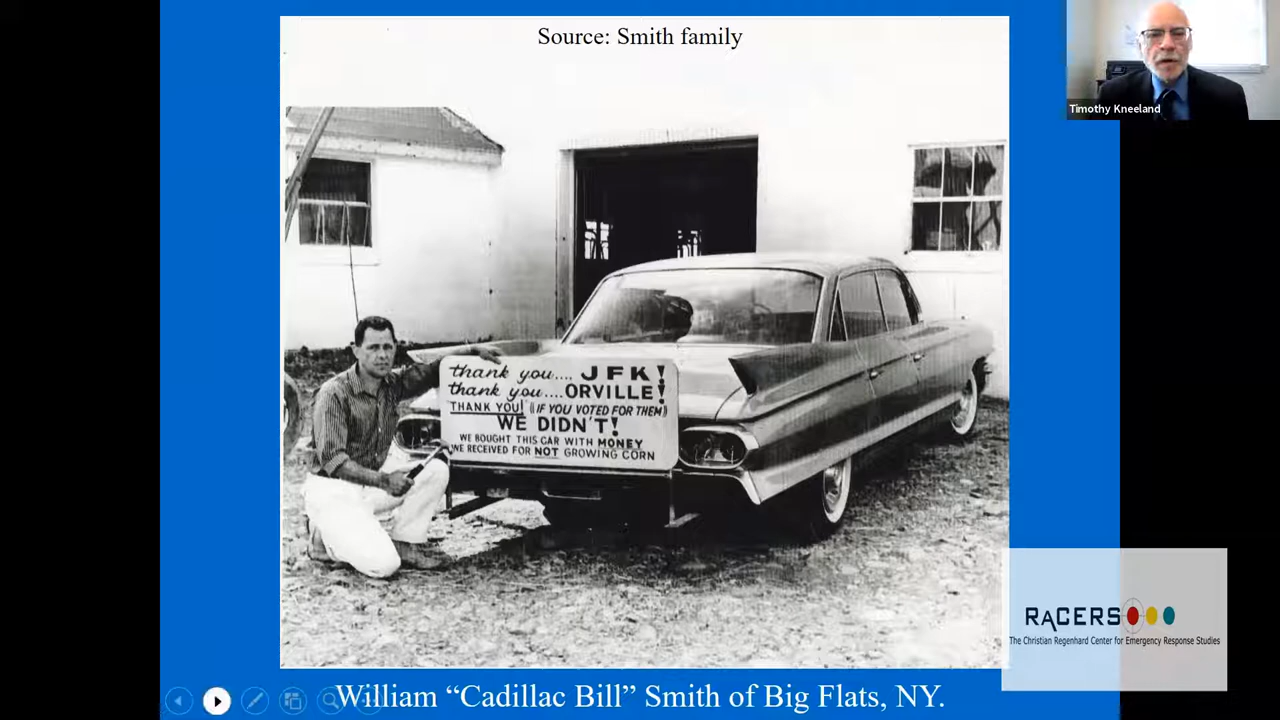 Source: Smith family
Timothy Kneeland
thank you.... JFK!
thank you....ORVILLE!
THANK YOU! (IF YOU VOTED FOR THEM)
WE DIDN'T!
WE BOUGHT THIS CAR WITH MONEY
WE RECEIVED FOR NOT GROWING CORN
RaCERS
The Christian Regenhard Center for Emergency Response Studies
William “Cadillac Bill” Smith of Big Flats, NY.